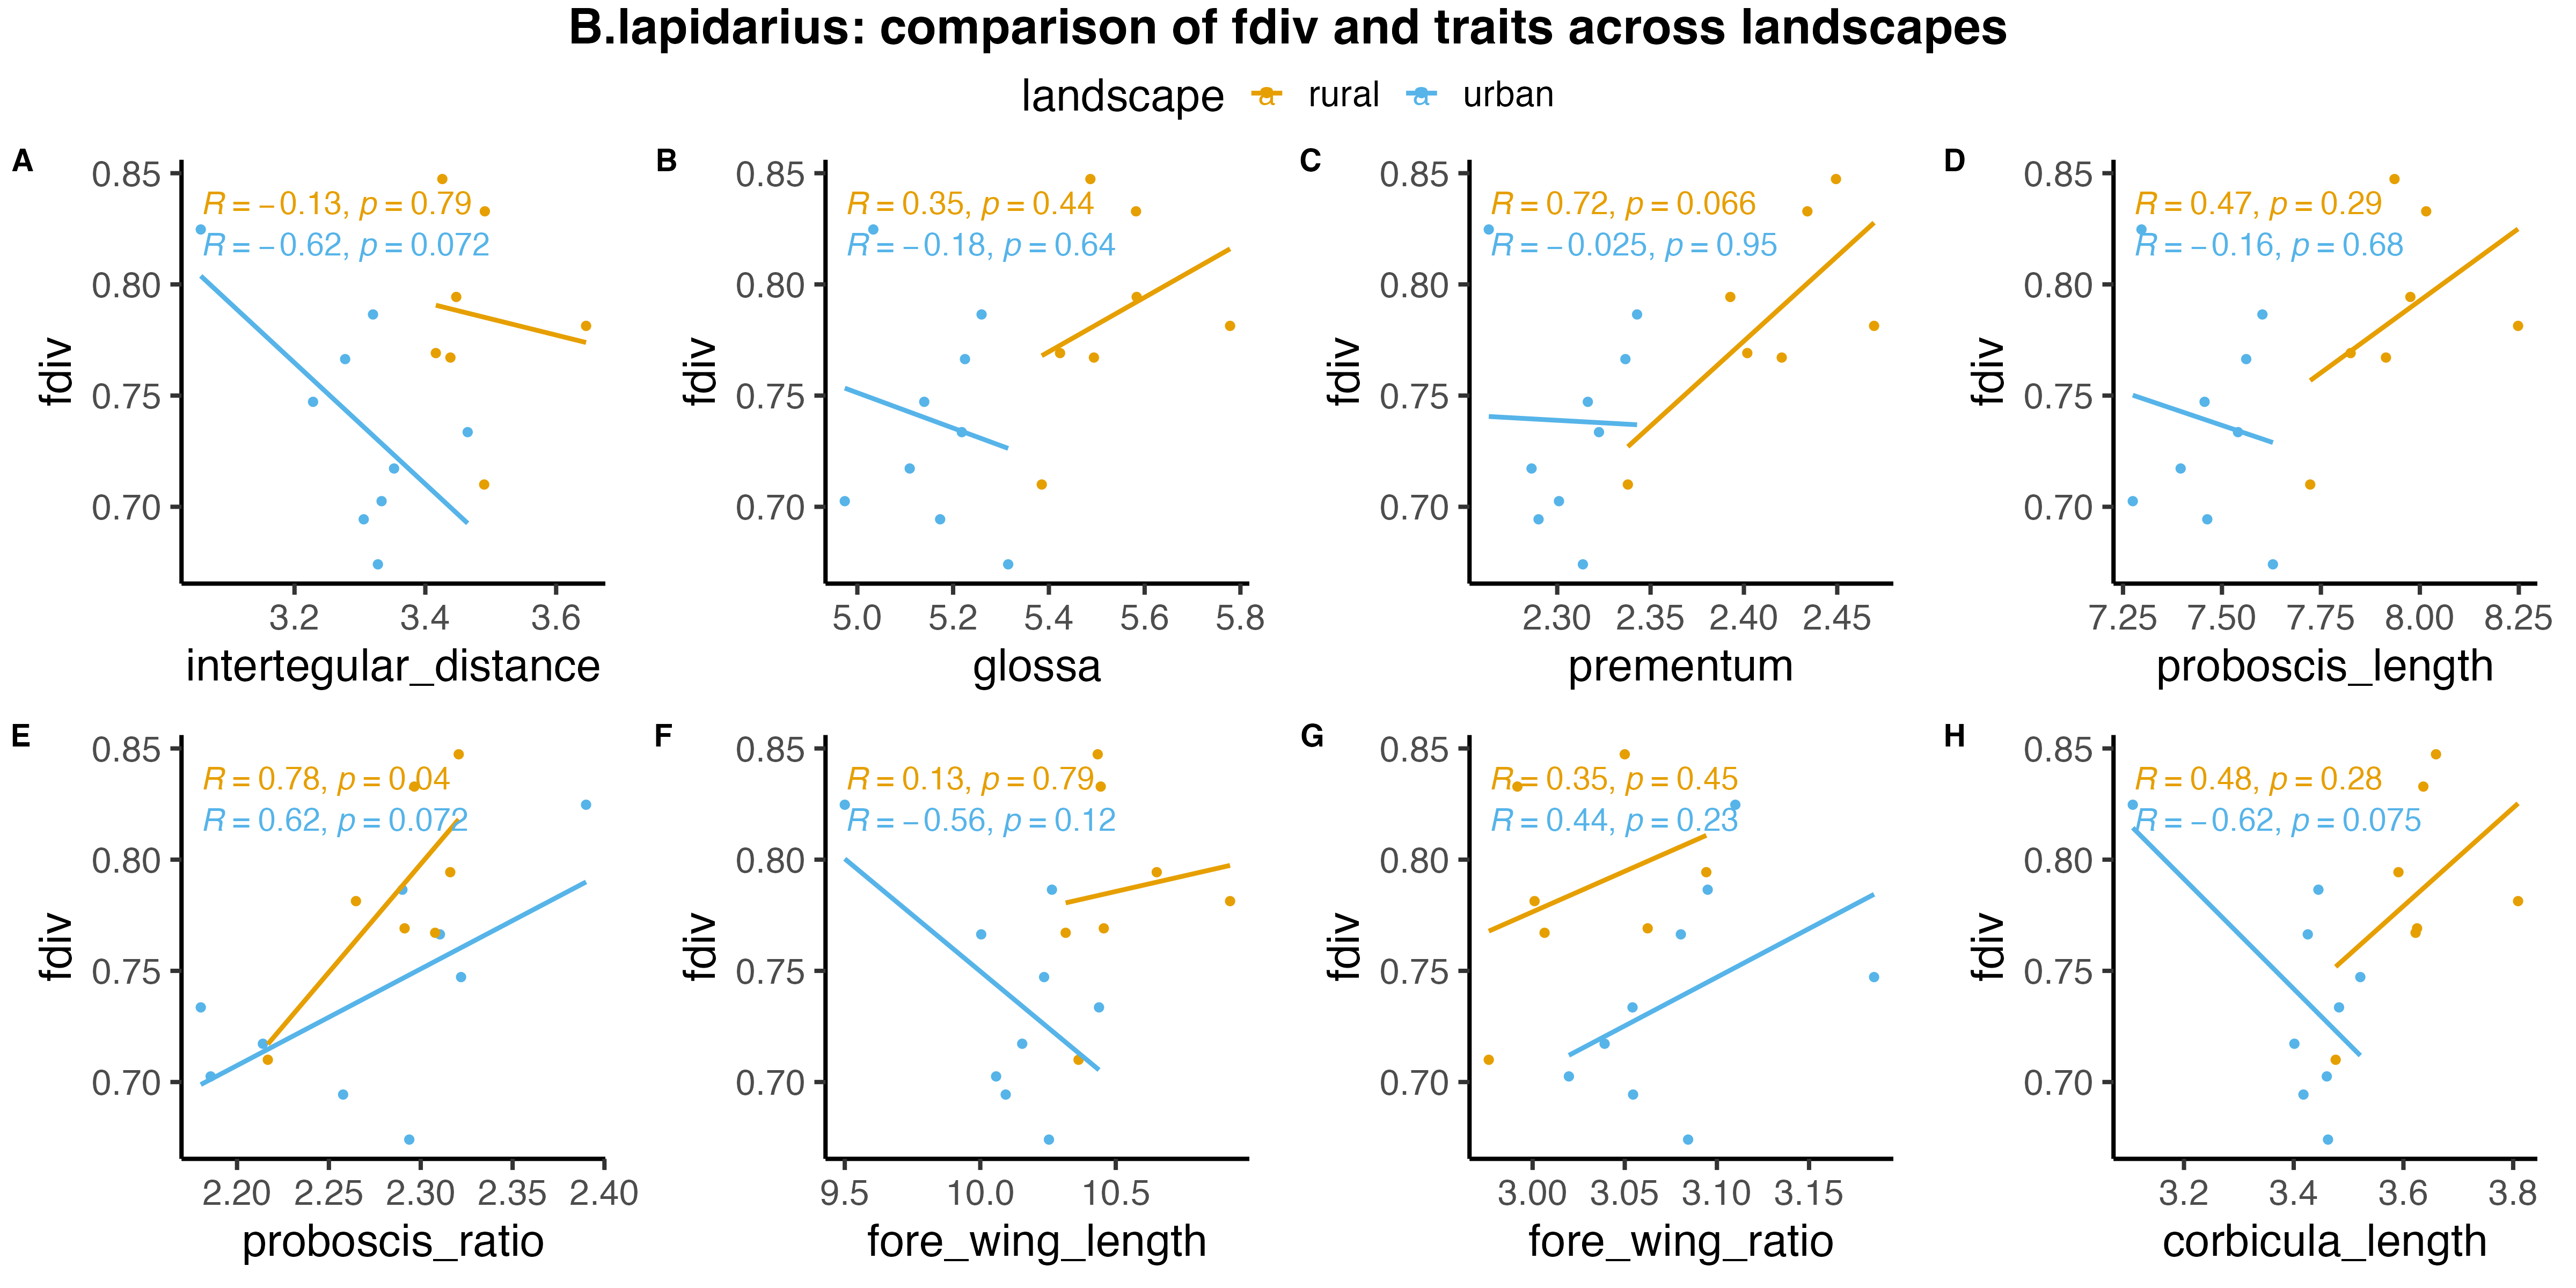 B.lapidarius: comparison of fdiv and traits across landscapes
landscape a rural a urban
A
0.85
0.80
0.75
0.70
fdiv
R = −0.13, p = 0.79
R = −0.62, p = 0.072
3.2 3.4 3.6
intertegular_distance
B
0.85
0.80
0.75
0.70
fdiv
R = 0.35, p = 0.44
R = −0.18, p = 0.64
5.0 5.2 5.4 5.6 5.8
glossa
C
0.85
0.80
0.75
0.70
fdiv
R = 0.72, p = 0.066
R = −0.025, p = 0.95
2.30 2.35 2.40 2.45
prementum
D
0.85
0.80
0.75
0.70
fdiv
R = 0.47, p = 0.29
R = −0.16, p = 0.68
7.25 7.50 7.75 8.00 8.25
proboscis_length
E
0.85
0.80
0.75
0.70
fdiv
R = 0.78, p = 0.04
R = 0.62, p = 0.072
2.20 2.25 2.30 2.35 2.40
proboscis_ratio
F
0.85
0.80
0.75
0.70
fdiv
R = 0.13, p = 0.79
R = −0.56, p = 0.12
9.5 10.0 10.5
fore_wing_length
G
0.85
0.80
0.75
0.70
fdiv
R = 0.35, p = 0.45
R = 0.44, p = 0.23
3.00 3.05 3.10 3.15
fore_wing_ratio
H
0.85
0.80
0.75
0.70
fdiv
R = 0.48, p = 0.28
R = −0.62, p = 0.075
3.2 3.4 3.6 3.8
corbicula_length